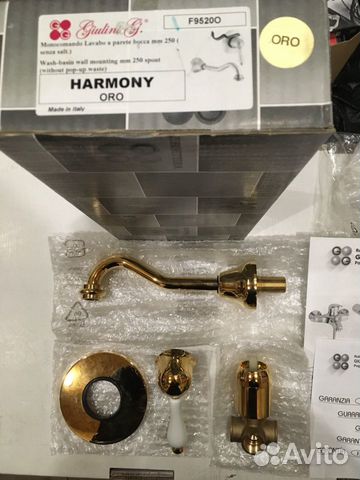 Giulini G.
F9520O
ORO
Monocomando Lavabo a parete bocca mm 250 (
senza salt.)
Wash-basin wall mounting mm 250 spout
(without pop-up waste)
HARMONY
ORO
Made in Italy
GARANZIA
Avito